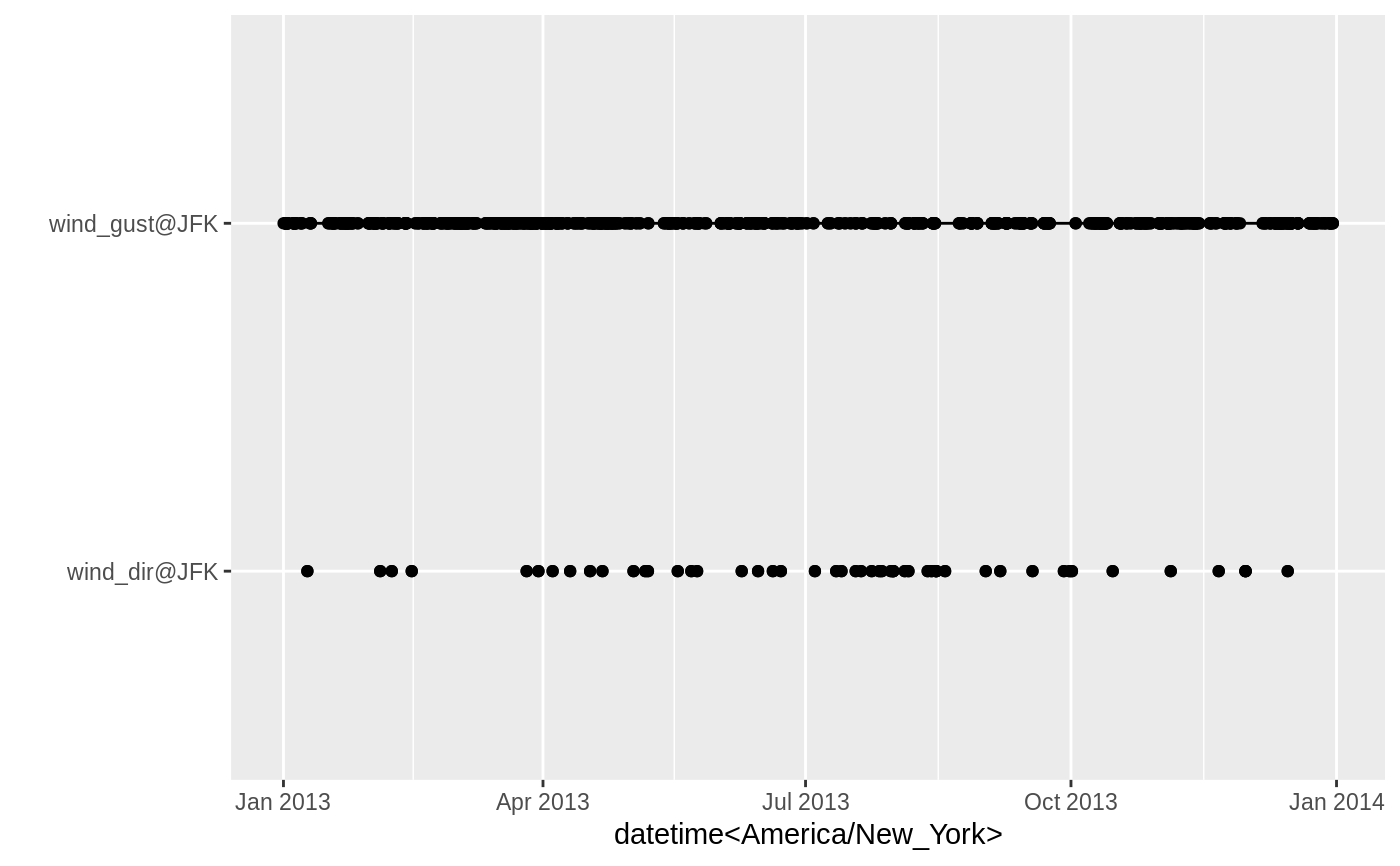 wind_gust@JFK
wind_dir@JFK
Jan 2013
Apr 2013
Jul 2013
Oct 2013
Jan 2014
datetime<America/New_York>